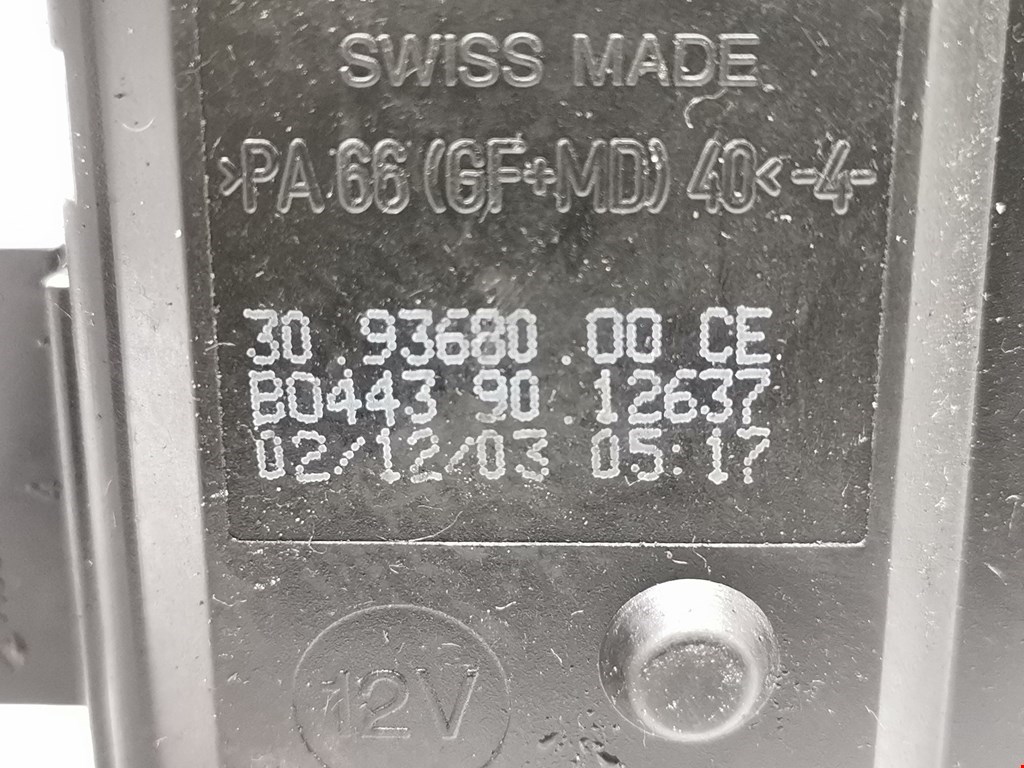 SWISS MADE
>PA 66 (GF+MD) 40< -4-
30.93680.00 CE
B0443 90.12637
02/12/03 05:17
12V